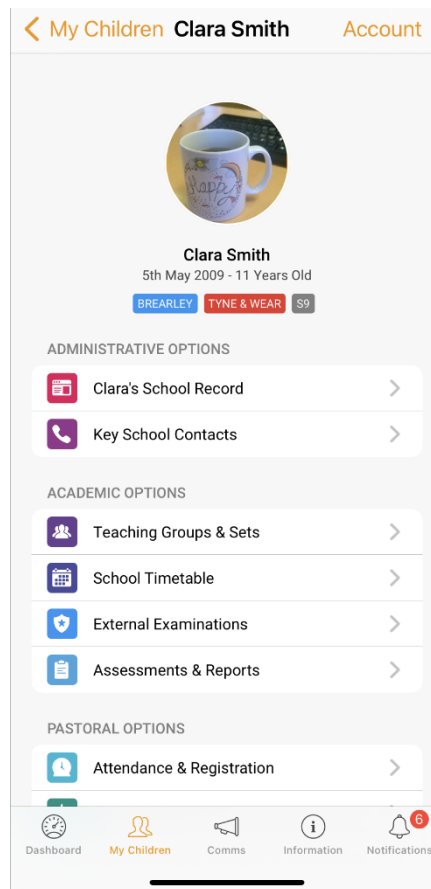 My Children Clara Smith Account
Happy
Clara Smith
5th May 2009 - 11 Years Old
BREARLEY TYNE & WEAR S9
ADMINISTRATIVE OPTIONS
Clara's School Record
Key School Contacts
ACADEMIC OPTIONS
Teaching Groups & Sets
School Timetable
External Examinations
Assessments & Reports
PASTORAL OPTIONS
Attendance & Registration
6
Dashboard My Children Comms Information Notifications